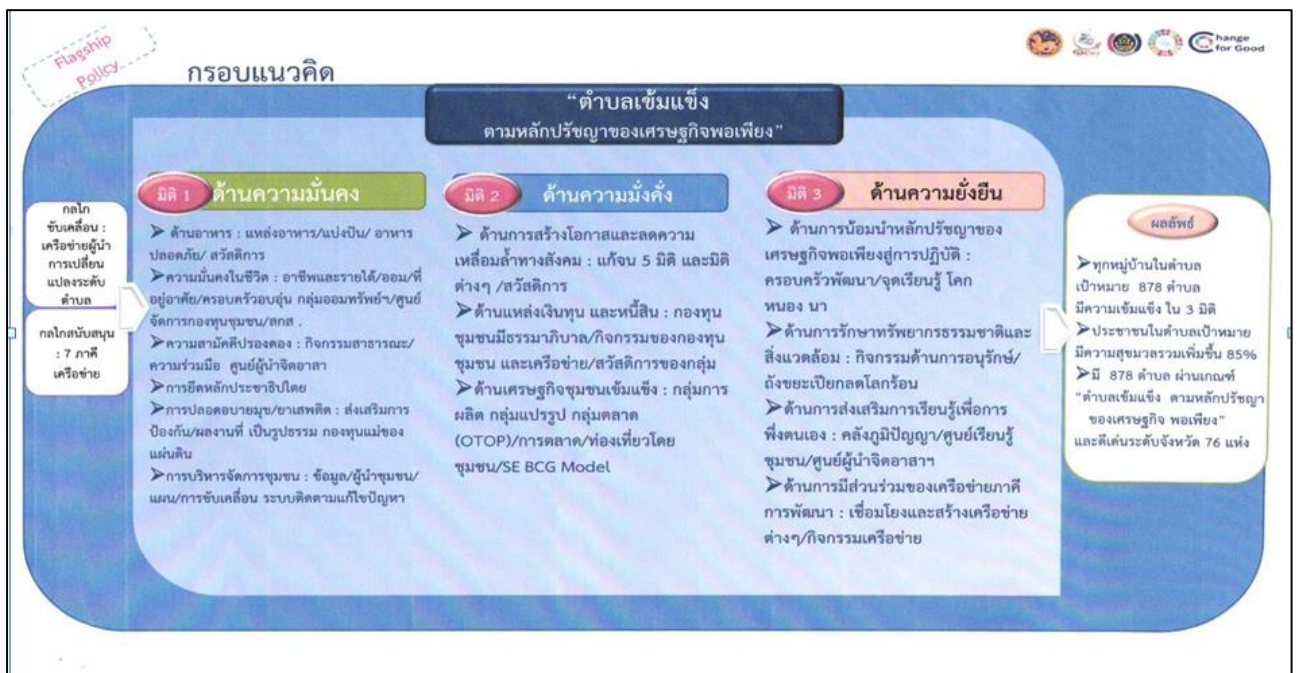 Flagship
Policy
กรอบแนวคิด
Change
for Good
“ตำบลเข้มแข็ง
ตามหลักปรัชญาของเศรษฐกิจพอเพียง”
กลไก
ขับเคลื่อน :
เครือข่ายผู้นำ
การเปลี่ยน
แปลงระดับ
ตำบล
กลไกสนับสนุน
: 7 ภาคี
เครือข่าย
มิติ 1 ด้านความมั่นคง
➤ ด้านอาหาร : แหล่งอาหาร/แบ่งปัน/ อาหาร
ปลอดภัย/ สวัสดิการ
➤ความมั่นคงในชีวิต : อาชีพและรายได้/ออม/ที่
อยู่อาศัย/ครอบครัวอบอุ่น กลุ่มออมทรัพย์ฯ/ศูนย์
จัดการกองทุนชุมชน/สกส .
➤ความสามัคคีปรองดอง : กิจกรรมสาธารณะ/
ความร่วมมือ ศูนย์ผู้นำจิตอาสา
➤การยึดหลักประชาธิปไตย
➤การปลอดอบายมุข/ยาเสพติด : ส่งเสริมการ
ป้องกัน/ผลงานที่ เป็นรูปธรรม กองทุนแม่ของ
แผ่นดิน
➤การบริหารจัดการชุมชน : ข้อมูล/ผู้นำชุมชน/
แผน/การขับเคลื่อน ระบบติดตามแก้ไขปัญหา
มิติ 2 ด้านความมั่งคั่ง
➤ ด้านการสร้างโอกาสและลดความ
เหลื่อมล้ำทางสังคม : แก้จน 5 มิติ และมิติ
ต่างๆ /สวัสดิการ
➤ด้านแหล่งเงินทุน และหนี้สิน : กองทุน
ชุมชนมีธรรมาภิบาล/กิจกรรมของกองทุน
ชุมชน และเครือข่าย/สวัสดิการของกลุ่ม
➤ด้านเศรษฐกิจชุมชนเข้มแข็ง : กลุ่มการ
ผลิต กลุ่มแปรรูป กลุ่มตลาด
(OTOP)/การตลาด/ท่องเที่ยวโดย
ชุมชน/SE BCG Model
มิติ 3 ด้านความยั่งยืน
➤ ด้านการน้อมนำหลักปรัชญาของ
เศรษฐกิจพอเพียงสู่การปฏิบัติ :
ครอบครัวพัฒนา/จุดเรียนรู้ โคก
หนอง นา
➤ด้านการรักษาทรัพยากรธรรมชาติและ
สิ่งแวดล้อม : กิจกรรมด้านการอนุรักษ์/
ถังขยะเปียกลดโลกร้อน
➤ด้านการส่งเสริมการเรียนรู้เพื่อการ
พึ่งตนเอง : คลังภูมิปัญญา/ศูนย์เรียนรู้
ชุมชน/ศูนย์ผู้นำจิตอาสาฯ
➤ด้านการมีส่วนร่วมของเครือข่ายภาคี
การพัฒนา : เชื่อมโยงและสร้างเครือข่าย
ต่างๆ/กิจกรรมเครือข่าย
ผลลัพธ์
➤ทุกหมู่บ้านในตำบล
เป้าหมาย 878 ตำบล
มีความเข้มแข็ง ใน 3 มิติ
➤ประชาชนในตำบลเป้าหมาย
มีความสุขมวลรวมเพิ่มขึ้น 85%
➤มี 878 ตำบล ผ่านเกณฑ์
“ตำบลเข้มแข็ง ตามหลักปรัชญา
ของเศรษฐกิจ พอเพียง”
และดีเด่นระดับจังหวัด 76 แห่ง